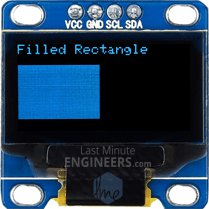 VCC GND SCL SDA
Filled Rectangle
Last Minute
ENGINEERS.com